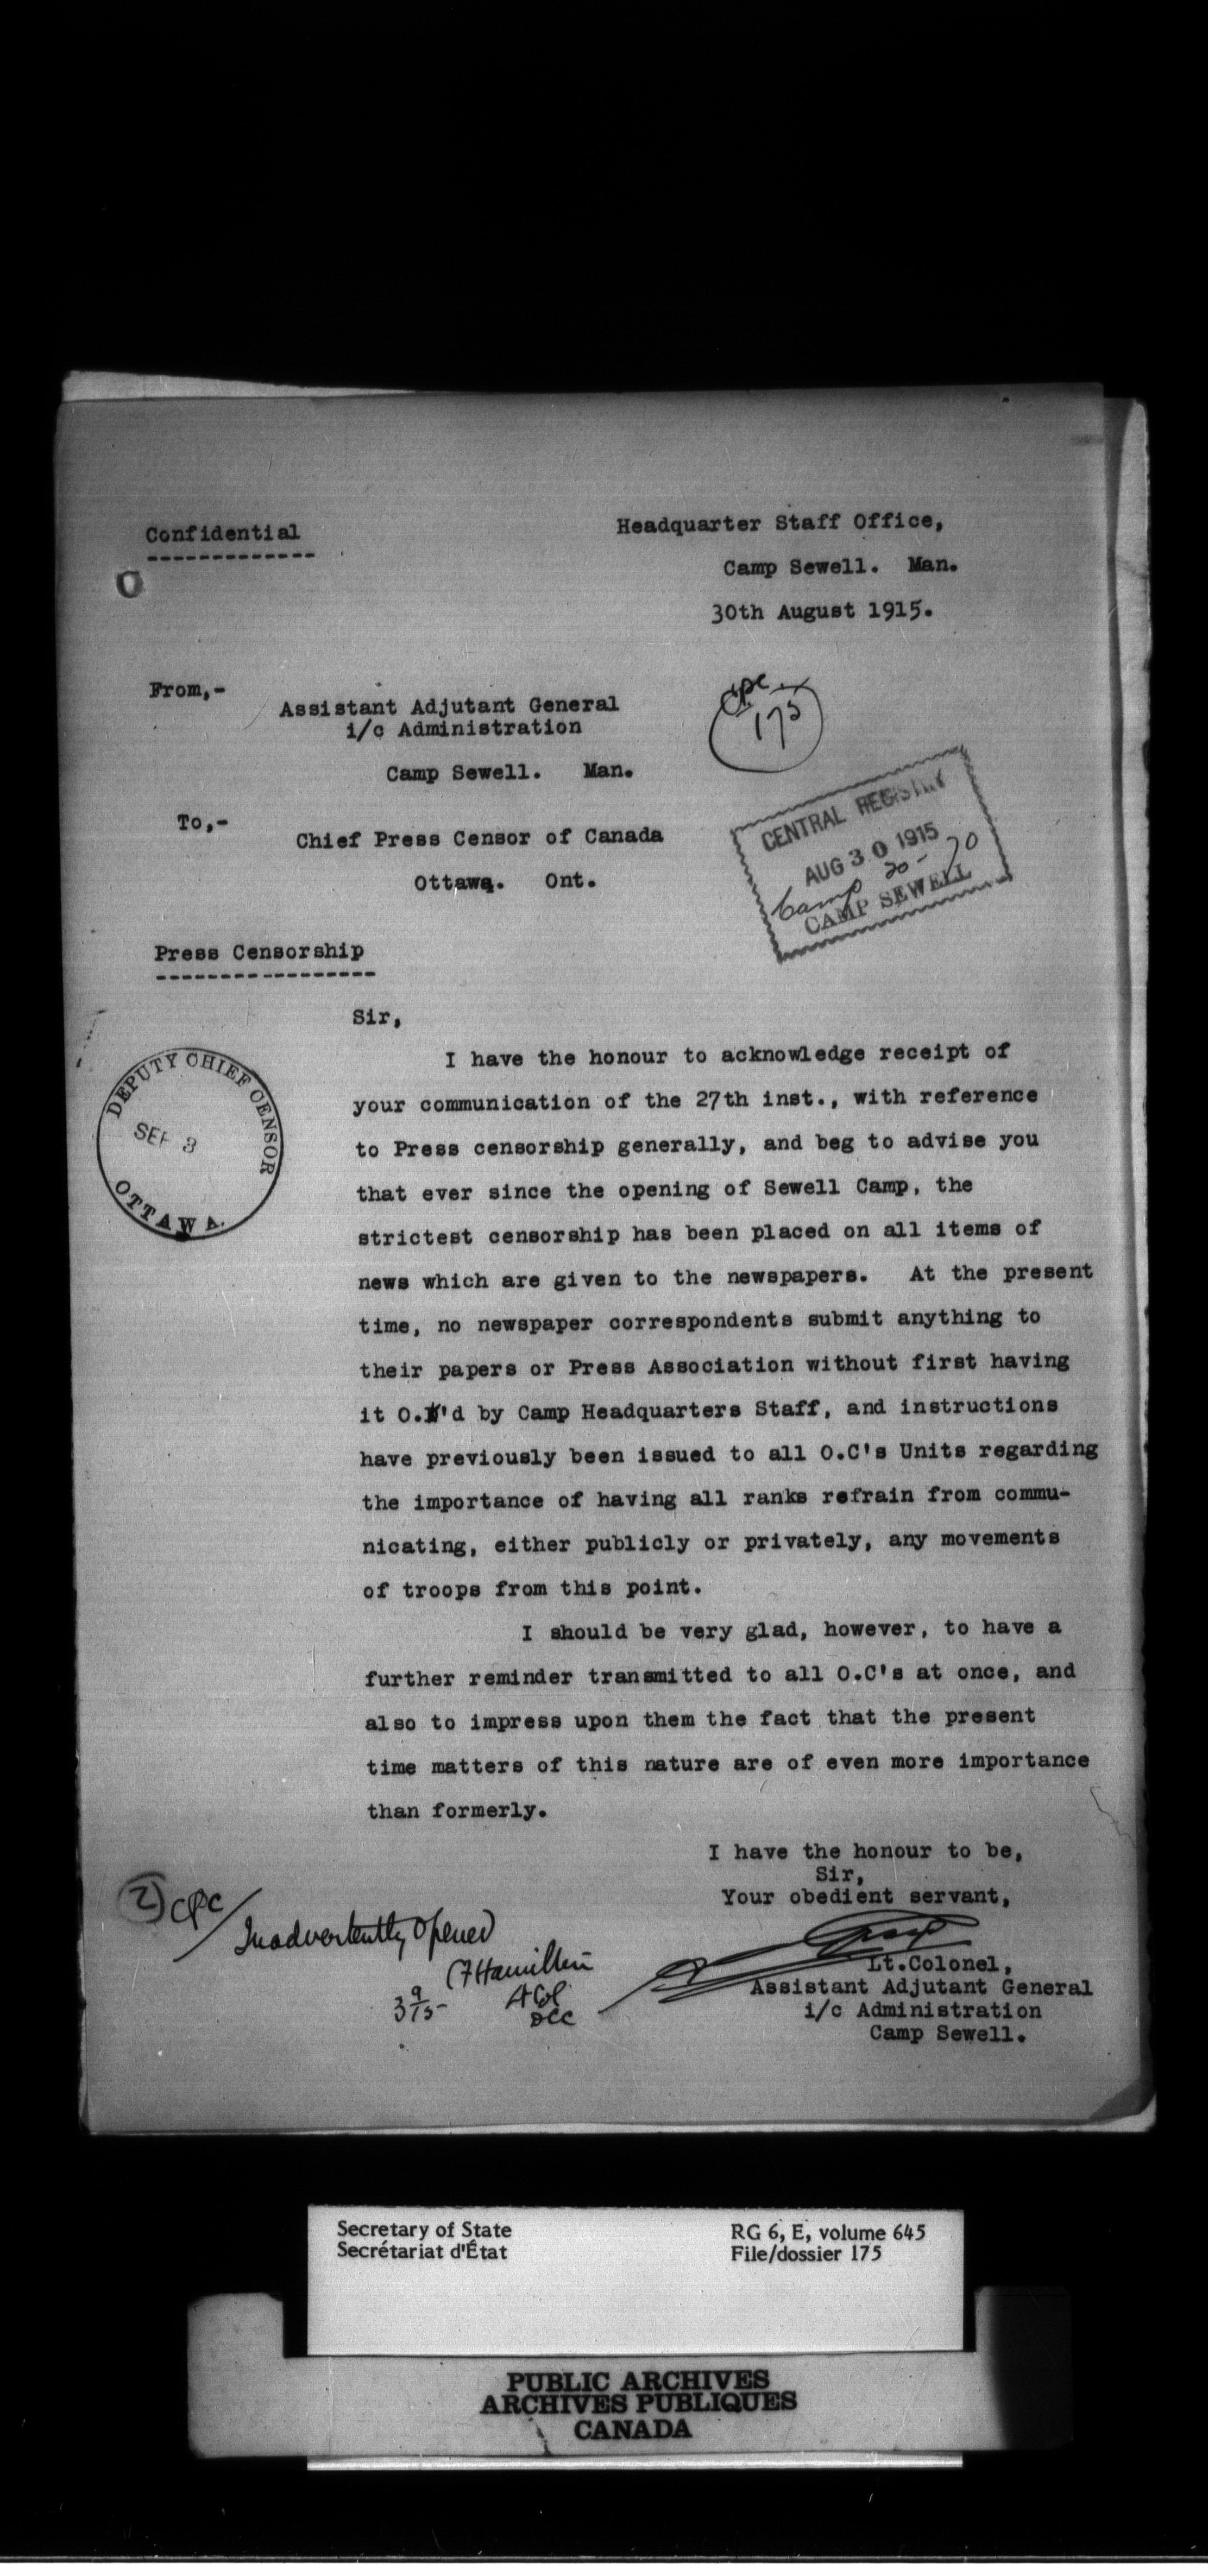 Confidential
Headquarter Staff Office,
Camp Sewell. Man.
30th August 1915.
From,-
Assistant Adjutant General
i/c Administration
Camp Sewell. Man.
cpc
175
To,-
Chief Press Censor of Canada
Ottawa. Ont.
CENTRAL REGISTRY
AUG 30 1915
Camp 20-70
CAMP SEWELL
Press Censorship
DEPUTY CHIEF CENSOR
SEP 3
OTTAWA.
Sir,
I have the honour to acknowledge receipt of
your communication of the 27th inst., with reference
to Press censorship generally, and beg to advise you
that ever since the opening of Sewell Camp, the
strictest censorship has been placed on all items of
news which are given to the newspapers. At the present
time, no newspaper correspondents submit anything to
their papers or Press Association without first having
it O.K'd by Camp Headquarters Staff, and instructions
have previously been issued to all O.C's Units regarding
the importance of having all ranks refrain from commu-
nicating, either publicly or privately, any movements
of troops from this point.
I should be very glad, however, to have a
further reminder transmitted to all O.C's at once, and
also to impress upon them the fact that the present
time matters of this nature are of even more importance
than formerly.
I have the honour to be,
Sir,
Your obedient servant,
Lt.Colonel,
Assistant Adjutant General
i/c Administration
Camp Sewell.
2) CPC
Inadvertently opened
CFHamilton
3 9/15
DCC
Secretary of State
Secrétariat d'État
RG 6, E, volume 645
File/dossier 175
PUBLIC ARCHIVES
ARCHIVES PUBLIQUES
CANADA